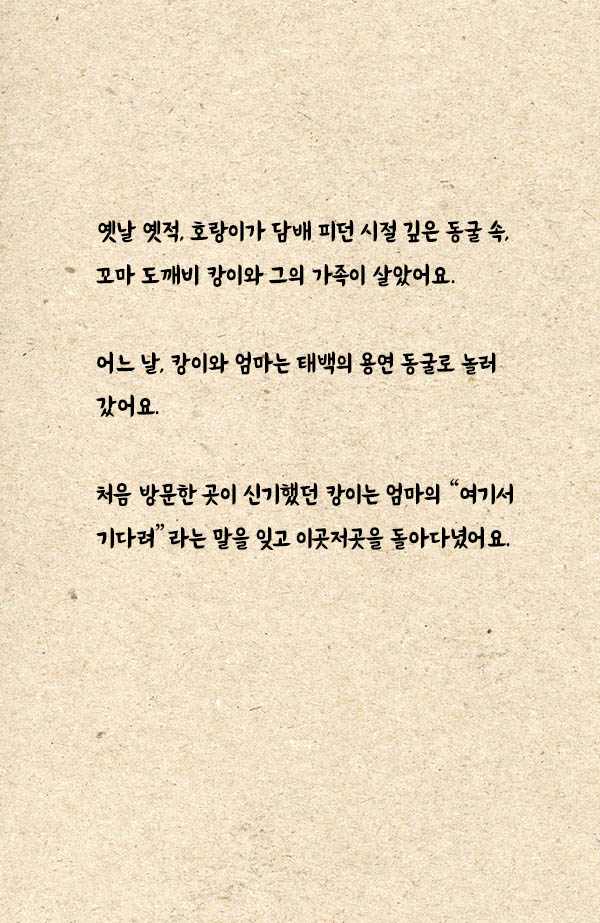 옛날 옛적, 호랑이가 담배 피던 시절 깊은 동굴 속,
꼬마 도깨비 캉이와 그의 가족이 살았어요.
어느 날, 캉이와 엄마는 태백의 용연 동굴로 놀러
갔어요.
처음 방문한 곳이 신기했던 캉이는 엄마의 “여기서
기다려”라는 말을 잊고 이곳저곳을 돌아다녔어요.